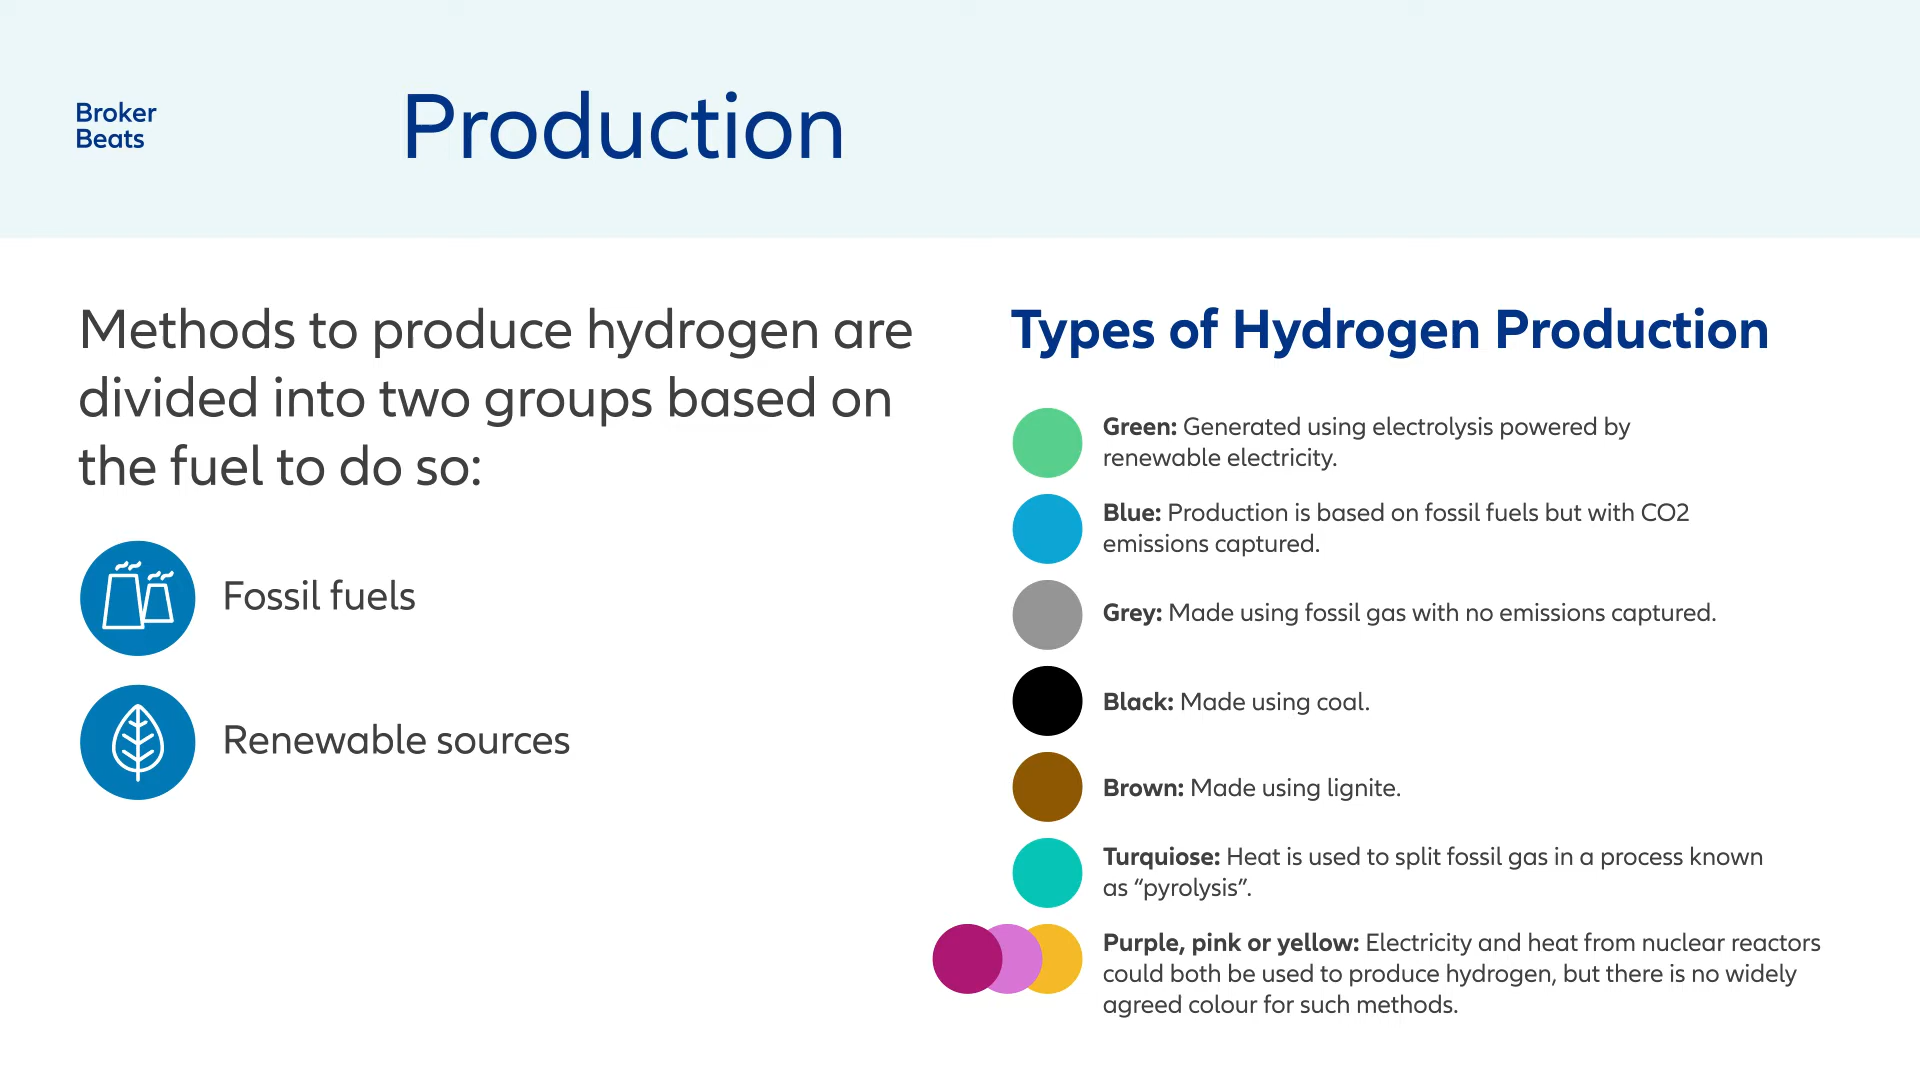 Broker
Beats
Production
Methods to produce hydrogen are
divided into two groups based on
the fuel to do so:
Fossil fuels
Renewable sources
Types of Hydrogen Production
Green: Generated using electrolysis powered by
renewable electricity.
Blue: Production is based on fossil fuels but with CO2
emissions captured.
Grey: Made using fossil gas with no emissions captured.
Black: Made using coal.
Brown: Made using lignite.
Turquiose: Heat is used to split fossil gas in a process known
as “pyrolysis”.
Purple, pink or yellow: Electricity and heat from nuclear reactors
could both be used to produce hydrogen, but there is no widely
agreed colour for such methods.